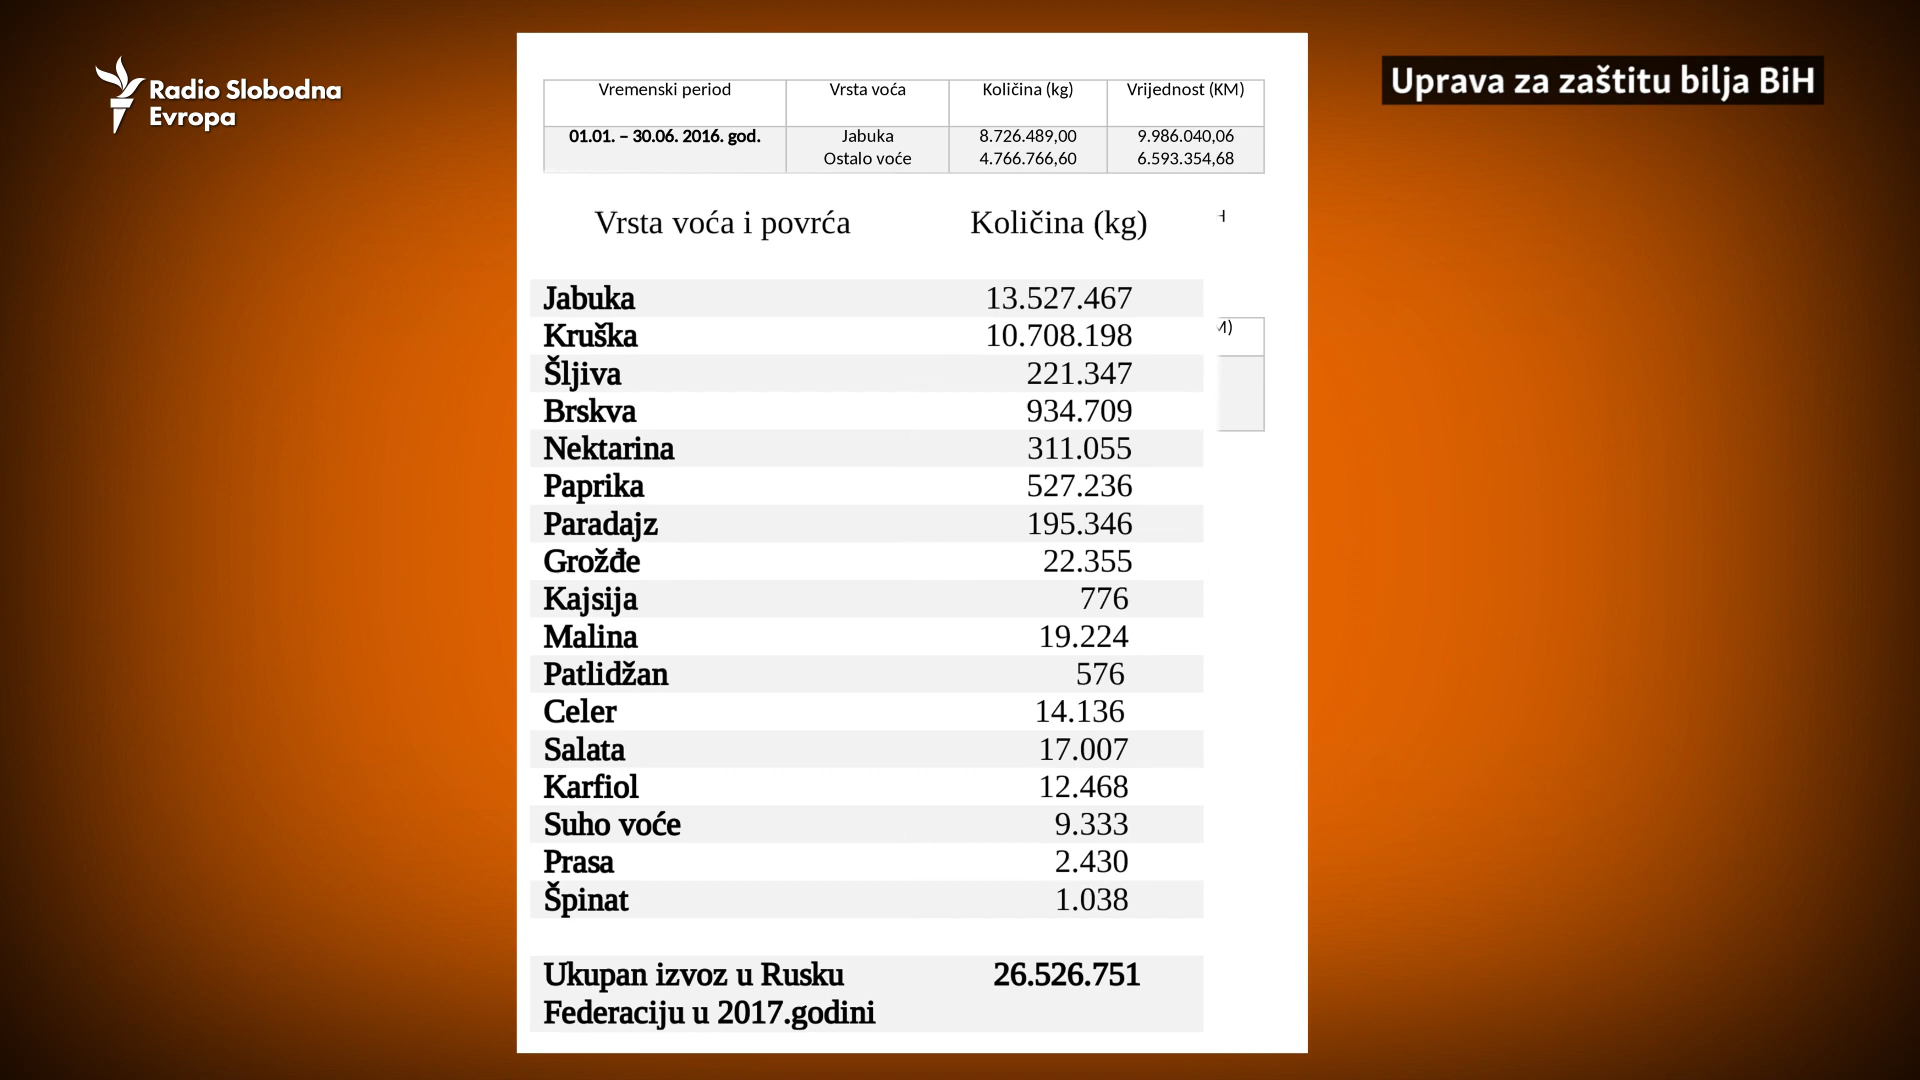 Radio Slobodna
Evropa
Uprava za zaštitu bilja BiH
Vremenski period Vrsta voća Količina (kg) Vrijednost (KM)
01.01. – 30.06. 2016. god. Jabuka 8.726.489,00 9.986.040,06
Ostalo voće 4.766.766,60 6.593.354,68
Vrsta voća i povrća Količina (kg)
Jabuka 13.527.467
Kruška 10.708.198
Šljiva 221.347
Brskva 934.709
Nektarina 311.055
Paprika 527.236
Paradajz 195.346
Grožđe 22.355
Kajsija 776
Malina 19.224
Patlidžan 576
Celer 14.136
Salata 17.007
Karfiol 12.468
Suho voće 9.333
Prasa 2.430
Špinat 1.038
Ukupan izvoz u Rusku 26.526.751
Federaciju u 2017.godini